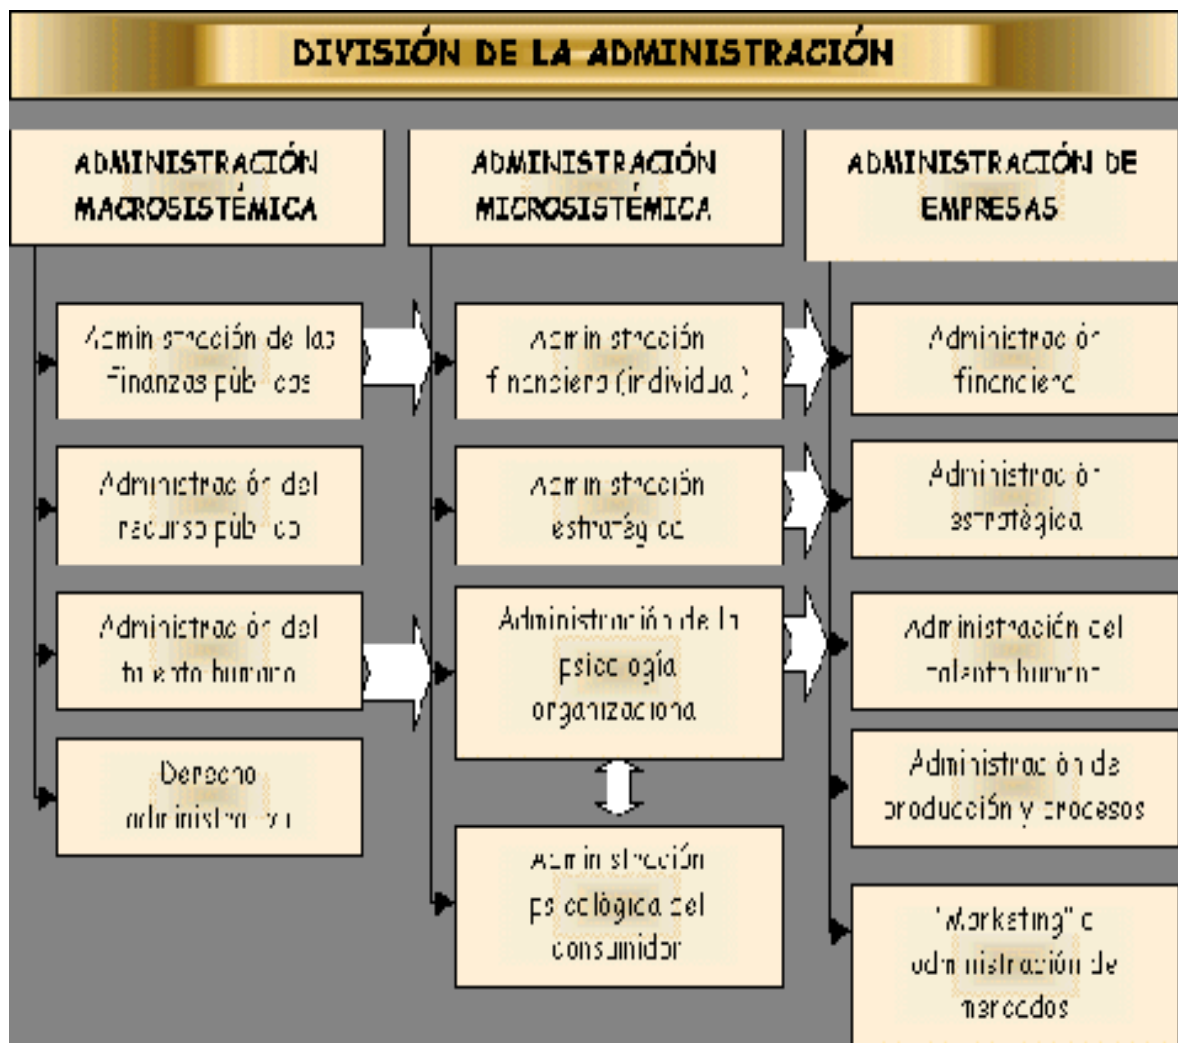 DIVISIÓN DE LA ADMINISTRACIÓN
ADMINISTRACIÓN
MACROSISTÉMICA
Administración de las
finanzas públicas
Administración del
recurso público
Administración del
talento humano
Derecho
administrativo
ADMINISTRACIÓN
MICROSISTÉMICA
Administración
financiera (individual)
Administración
estratégica
Administración de la
psicología
organizacional
Administración
psicológica del
consumidor
ADMINISTRACIÓN DE
EMPRESAS
Administración
financiera
Administración
estratégica
Administración del
talento humano
Administración de
producción y procesos
"Marketing" o
administración de
mercados